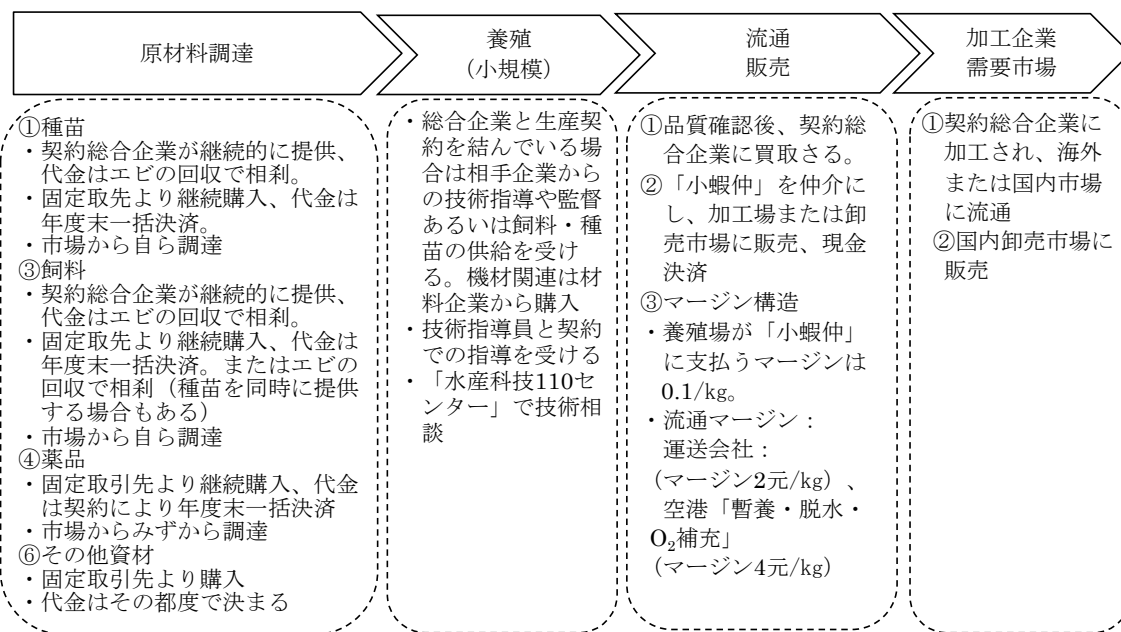 原材料調達
養殖
（小規模）
流通
販売
加工企業
需要市場
①種苗
・契約総合企業が継続的に提供、
代金はエビの回収で相刹。
・固定取先より継続購入、代金は
年度末一括決済。
・市場から自ら調達
③飼料
・契約総合企業が継続的に提供、
代金はエビの回収で相刹。
・固定取先より継続購入、代金は
年度末一括決済。またはエビの
回収で相刹（種苗を同時に提供
する場合もある）
・市場から自ら調達
④薬品
・固定取引先より継続購入、代金
は契約により年度末一括決済
・市場からみずから調達
⑥その他資材
・固定取引先より購入
・代金はその都度で決まる
・総合企業と生産契
約を結んでいる場
合は相手企業から
の技術指導や監督
あるいは飼料・種
苗の供給を受け
る。機材関連は材
料企業から購入
・技術指導員と契約
での指導を受ける
・「水産科技110セ
ンター」で技術相
談
①品質確認後、契約総
合企業に買取さる。
②「小蝦仲」を仲介に
し、加工場または卸
売市場に販売、現金
決済
③マージン構造
・養殖場が「小蝦仲」
に支払うマージンは
0.1/kg。
・流通マージン：
運送会社：
（マージン2元/kg）、
空港「暫養・脱水・
O₂補充」
（マージン4元/kg）
①契約総合企業に
加工され、海外
または国内市場
に流通
②国内卸売市場に
販売